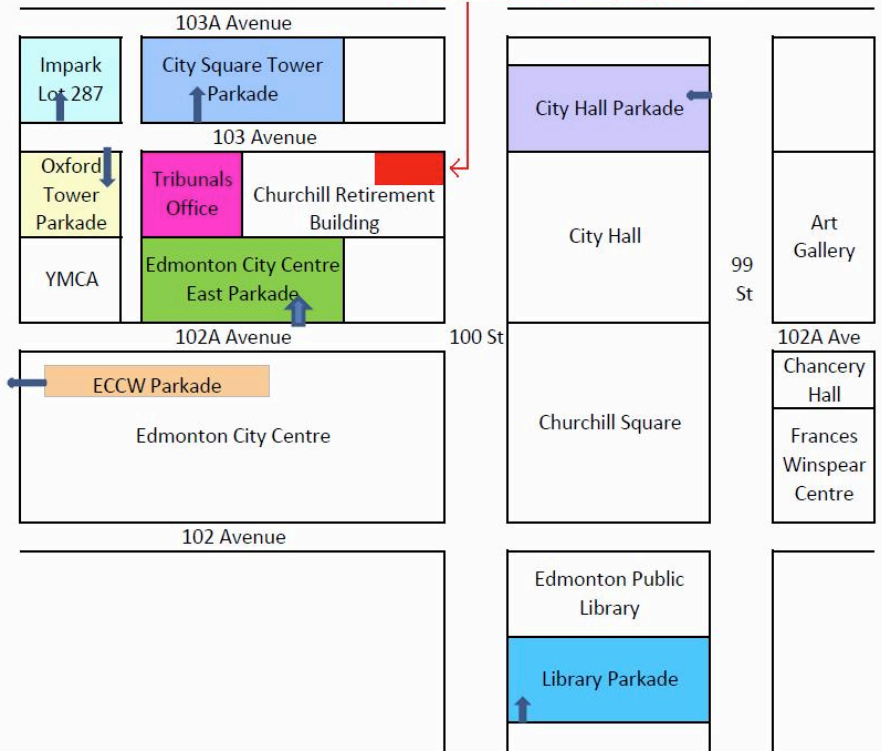 103A Avenue
Impark
Lot 287
City Square Tower
Parkade
City Hall Parkade
103 Avenue
Oxford
Tower
Parkade
Tribunals
Office
Churchill Retirement
Building
City Hall
Art
Gallery
YMCA
Edmonton City Centre
East Parkade
99
St
102A Avenue
100 St
102A Ave
ECCW Parkade
Edmonton City Centre
Churchill Square
Chancery
Hall
Frances
Winspear
Centre
102 Avenue
Edmonton Public
Library
Library Parkade